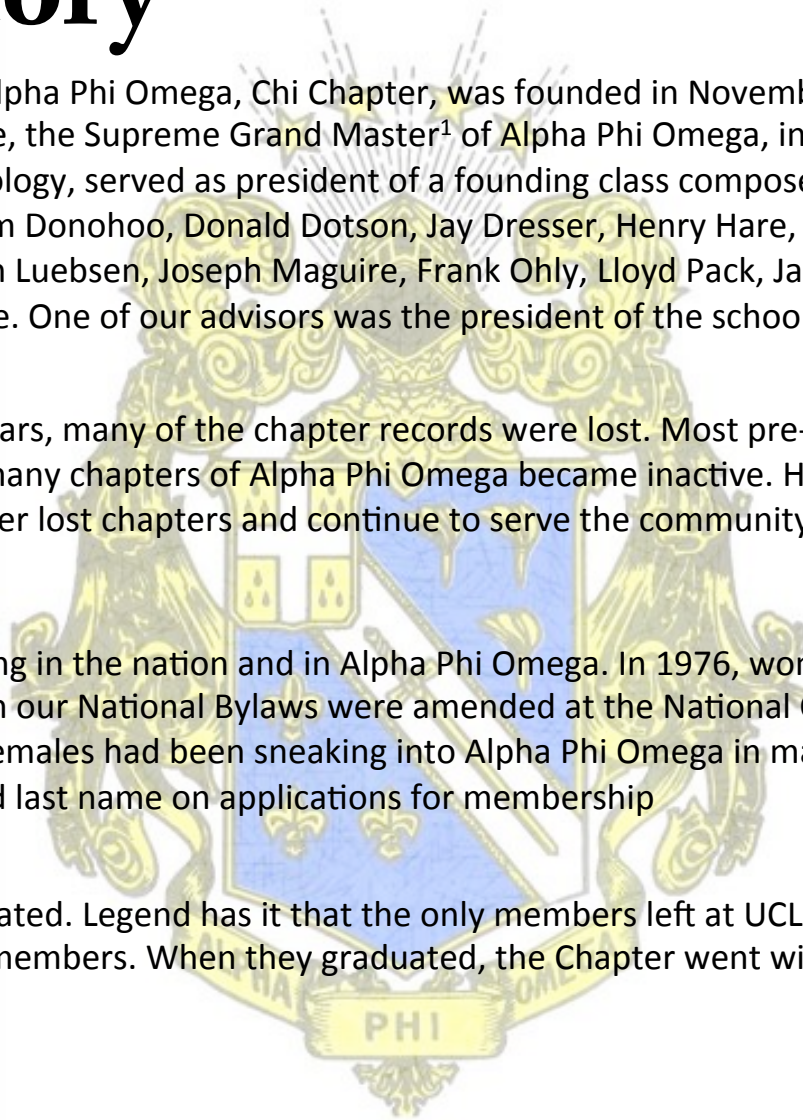 ory
lpha Phi Omega, Chi Chapter, was founded in Novemb
e, the Supreme Grand Master¹ of Alpha Phi Omega, in
ology, served as president of a founding class compose
m Donohoo, Donald Dotson, Jay Dresser, Henry Hare,
n Luebsen, Joseph Maguire, Frank Ohly, Lloyd Pack, Ja
e. One of our advisors was the president of the schoo
ars, many of the chapter records were lost. Most pre-
many chapters of Alpha Phi Omega became inactive. H
er lost chapters and continue to serve the community
ng in the nation and in Alpha Phi Omega. In 1976, wor
n our National Bylaws were amended at the National C
emales had been sneaking into Alpha Phi Omega in ma
d last name on applications for membership
ated. Legend has it that the only members left at UCL
members. When they graduated, the Chapter went wi
ALPHA PHI OMEGA